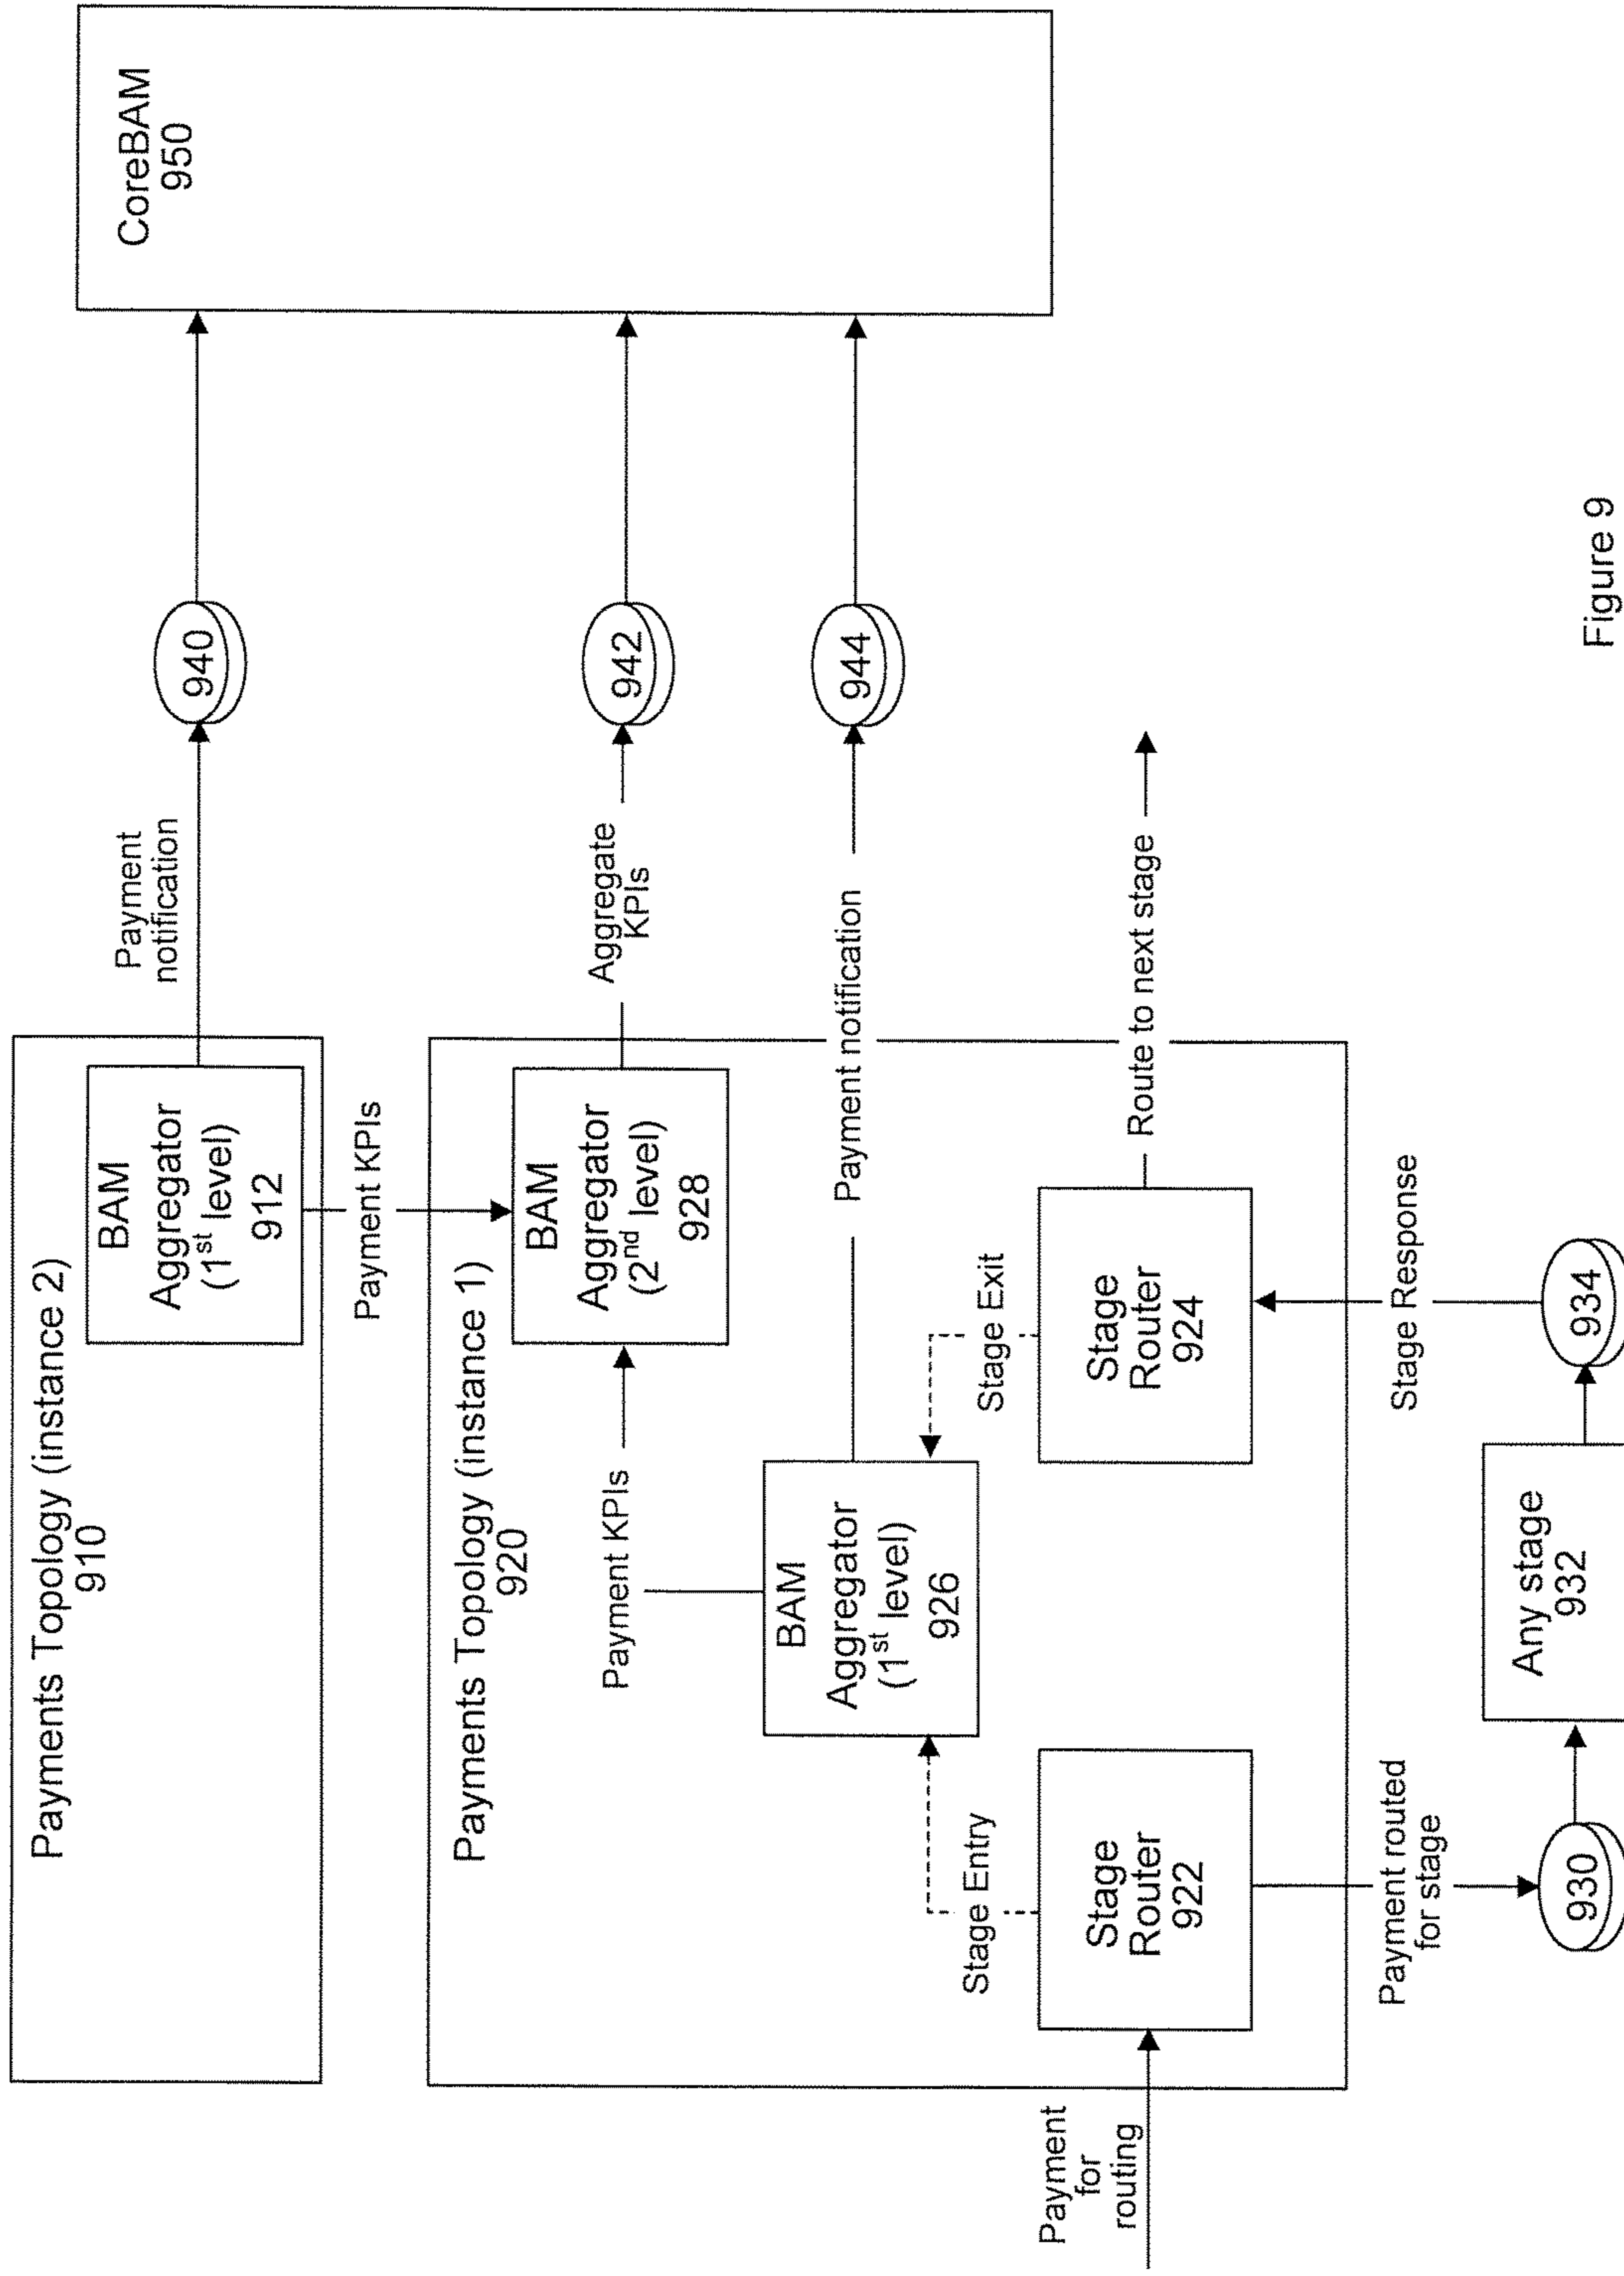 Payments Topology (instance 2)
910
BAM
Aggregator
(1st level)
912
Payment
notification
940
CoreBAM
950
Payment KPIs
Payments Topology (instance 1)
920
BAM
Aggregator
(2nd level)
928
Aggregate
KPIs
942
Payment KPIs
BAM
Aggregator
(1st level)
926
Payment notification
944
Stage Entry
Stage Exit
Payment
for
routing
Stage
Router
922
Stage
Router
924
Route to next stage
Payment routed
for stage
Stage Response
930
Any stage
932
934
Figure 9